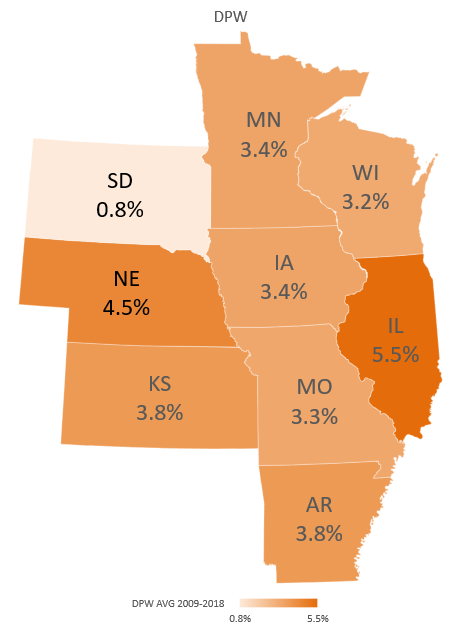 DPW
MN
3.4%
WI
3.2%
SD
0.8%
IA
3.4%
NE
4.5%
IL
5.5%
KS
3.8%
MO
3.3%
AR
3.8%
DPW AVG 2009-2018
0.8% 5.5%